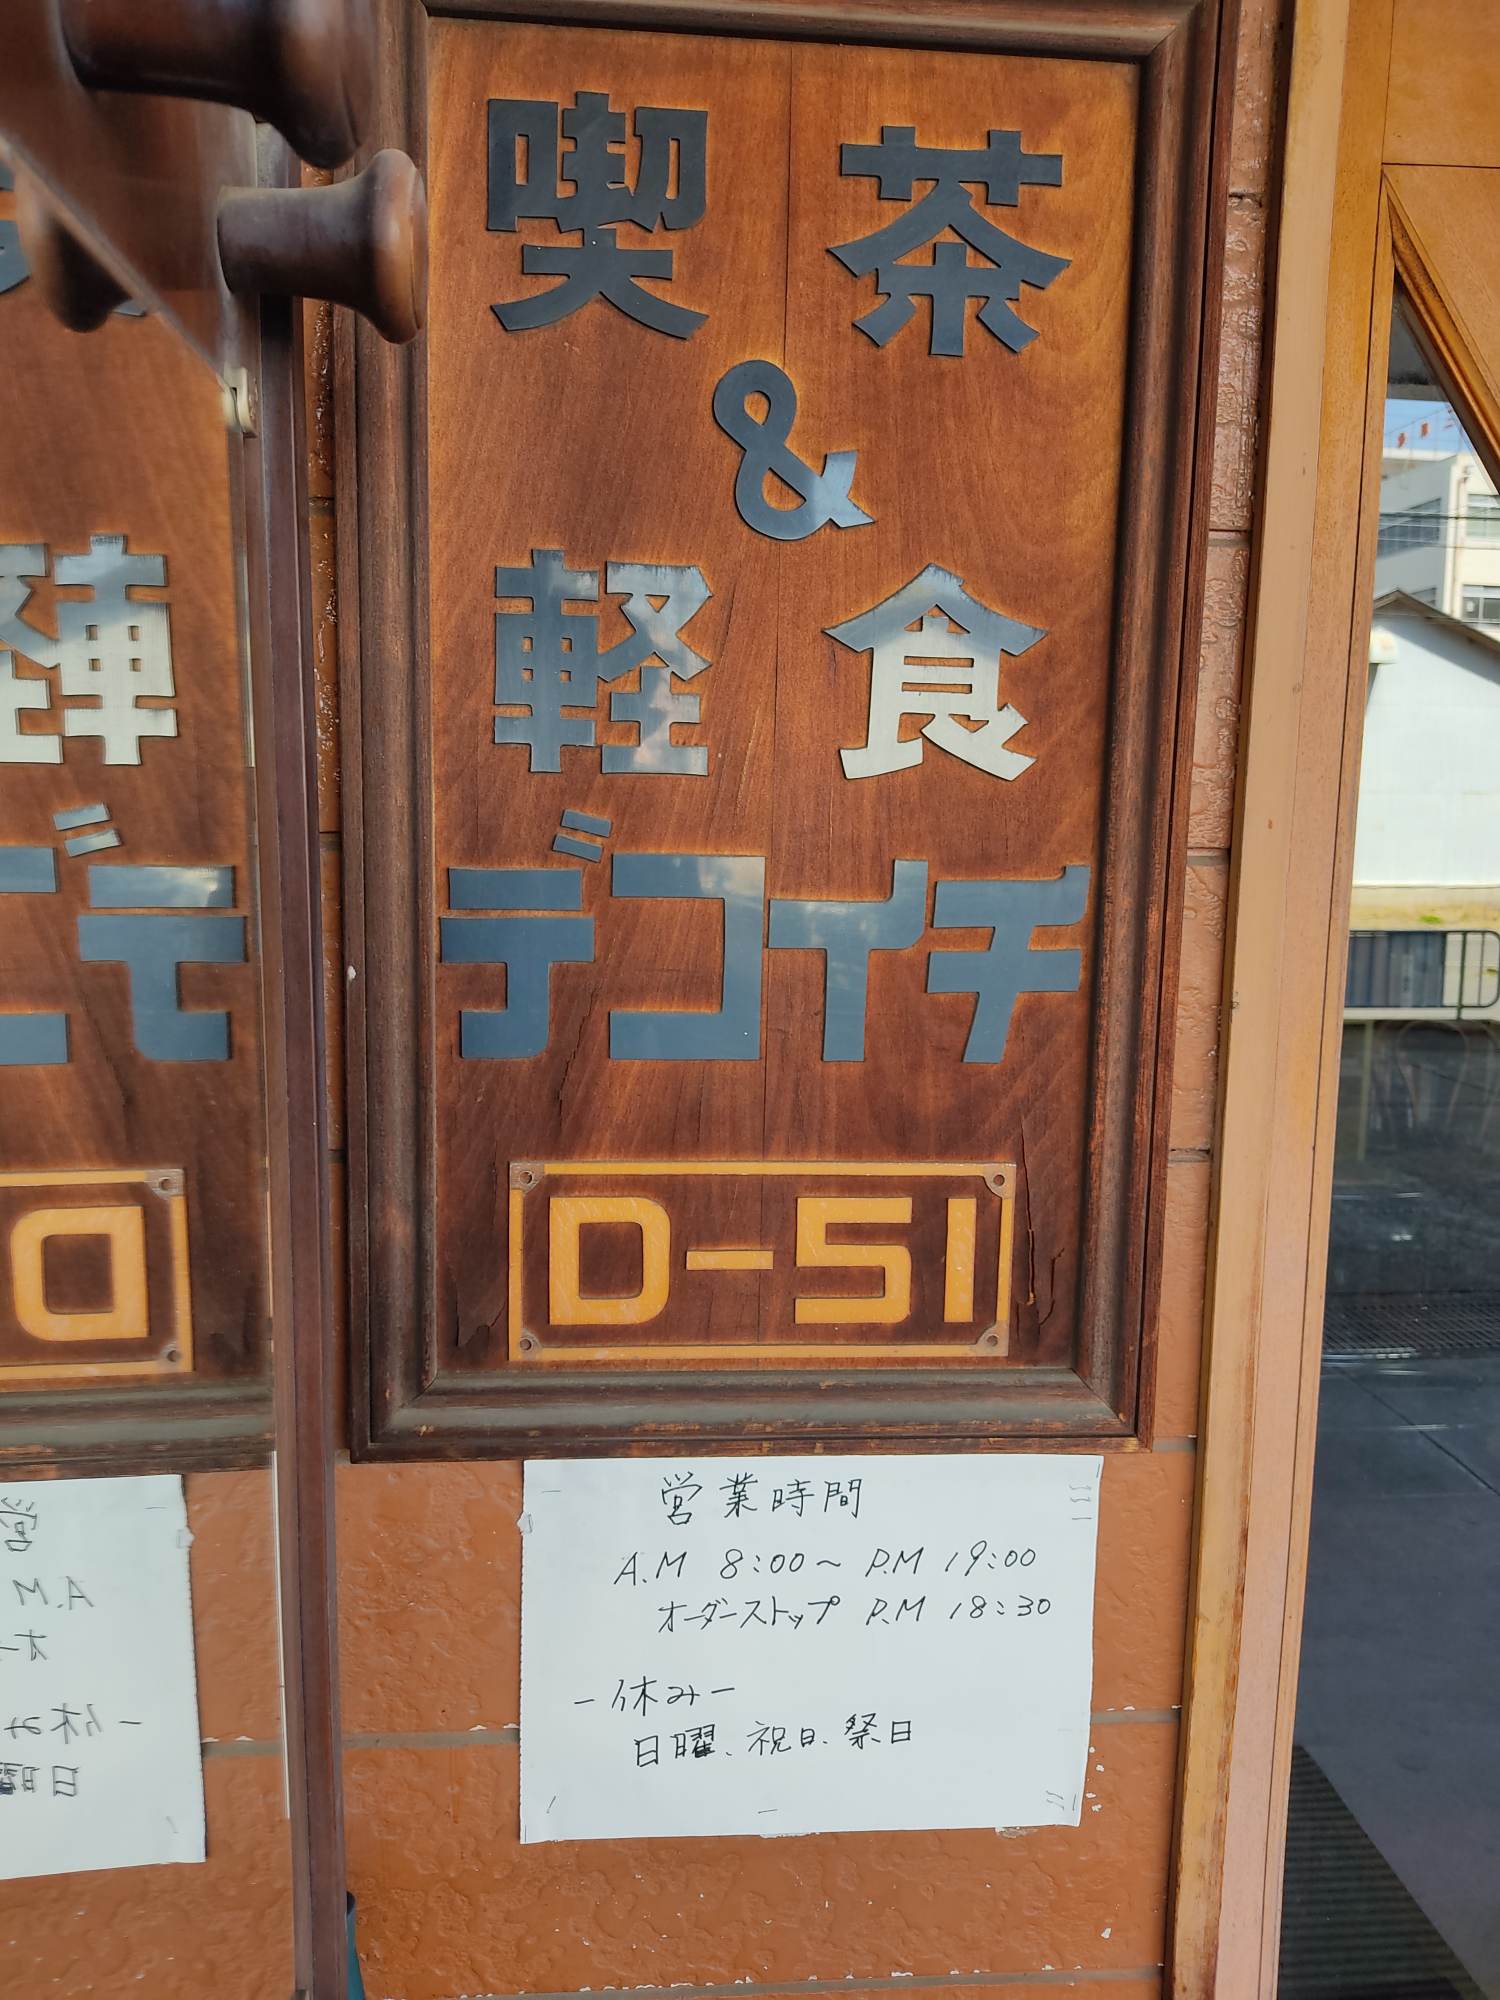 喫茶
&
軽食
デコイチ
D-51
営業時間
A.M 8:00～P.M 19:00
オーダーストップ P.M 18:30
ー休みー
日曜、祝日、祭日